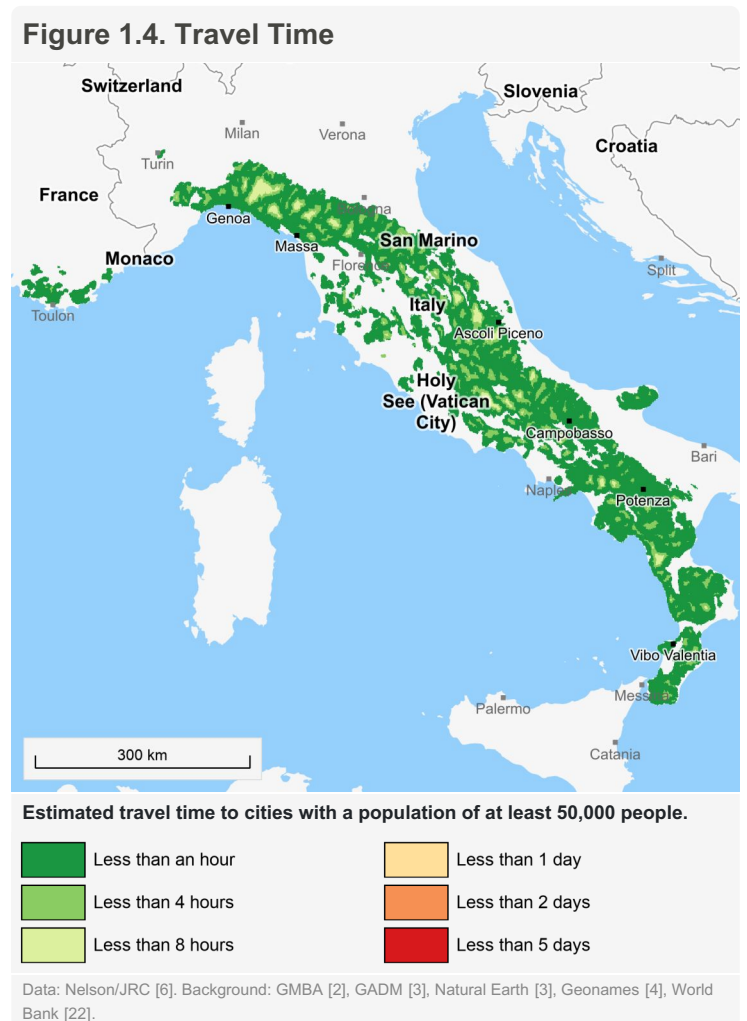 Figure 1.4. Travel Time
Switzerland
Slovenia
Milan
Verona
Croatia
Turin
France
Bologna
Genoa
Massa
San Marino
Monaco
Florence
Split
Italy
Toulon
Ascoli Piceno
Holy
See (Vatican
City)
Campobasso
Bari
Naples
Potenza
Vibo Valentia
Messina
Palermo
Catania
300 km
Estimated travel time to cities with a population of at least 50,000 people.
Less than an hour
Less than 1 day
Less than 4 hours
Less than 2 days
Less than 8 hours
Less than 5 days
Data: Nelson/JRC [6]. Background: GMBA [2], GADM [3], Natural Earth [3], Geonames [4], World
Bank [22].